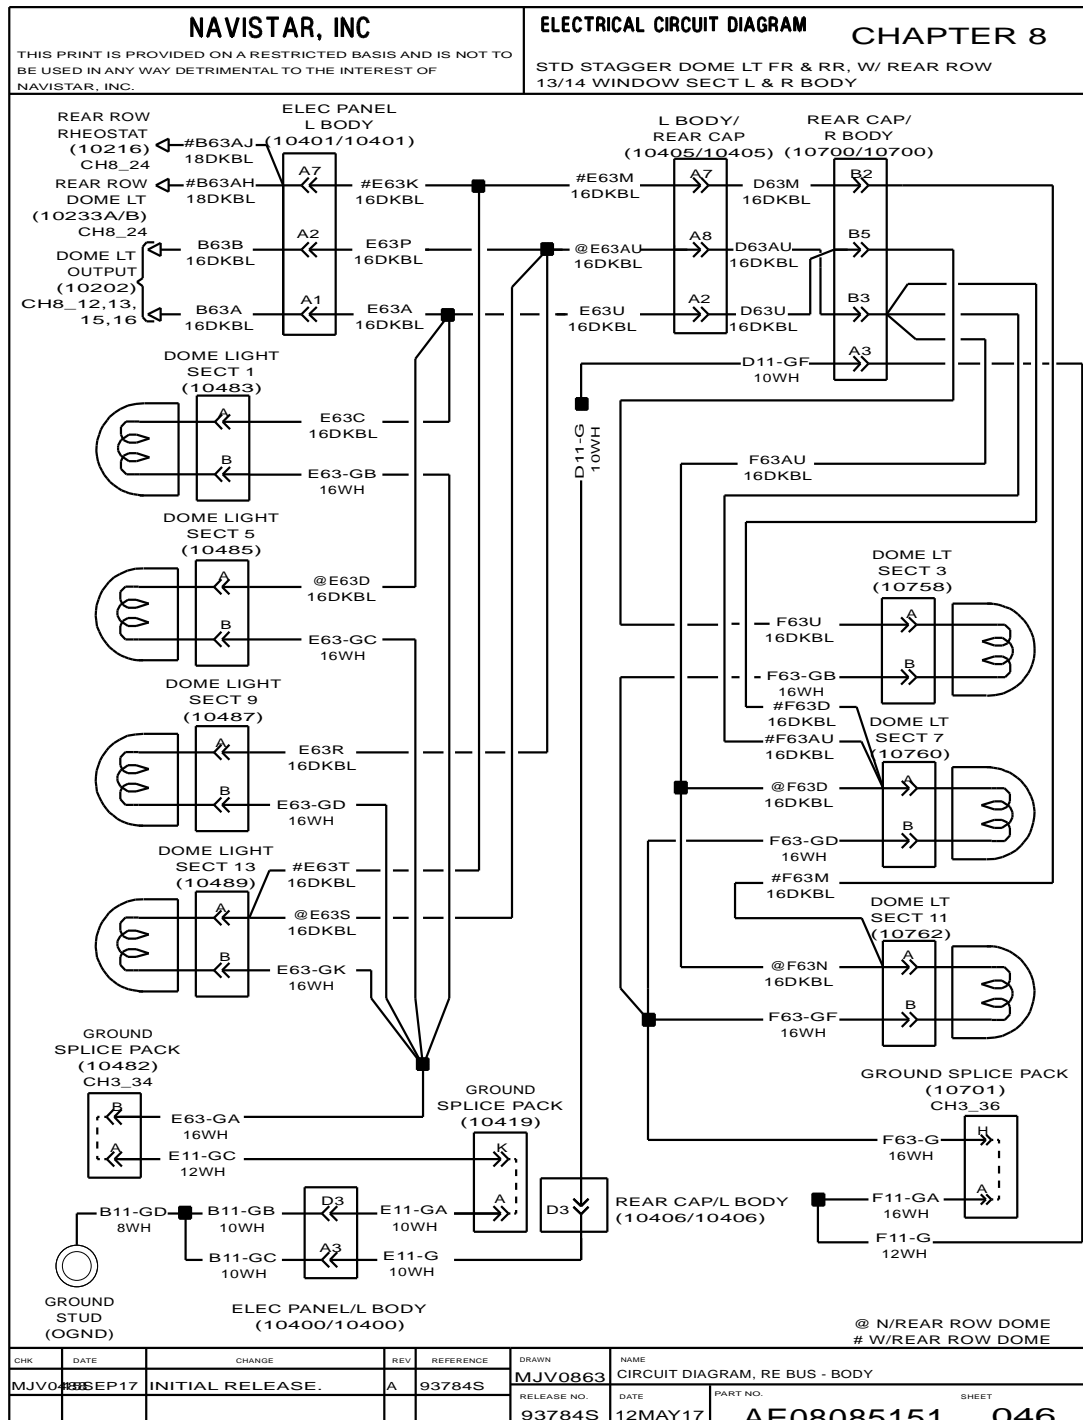 NAVISTAR, INC
THIS PRINT IS PROVIDED ON A RESTRICTED BASIS AND IS NOT TO
BE USED IN ANY WAY DETRIMENTAL TO THE INTEREST OF
NAVISTAR, INC.
ELECTRICAL CIRCUIT DIAGRAM
CHAPTER 8
STD STAGGER DOME LT FR & RR, W/ REAR ROW
13/14 WINDOW SECT L & R BODY
REAR ROW
RHEOSTAT
(10216)
CH8_24
#B63AJ
18DKBL
REAR ROW
DOME LT
(10233A/B)
CH8_24
#B63AH
18DKBL
DOME LT
OUTPUT
(10202)
CH8_12,13,
15,16
B63B
16DKBL
B63A
16DKBL
ELEC PANEL
L BODY
(10401/10401)
A7
A2
A1
#E63K
16DKBL
E63P
16DKBL
E63A
16DKBL
L BODY/
REAR CAP
(10405/10405)
#E63M
16DKBL
@E63AU
16DKBL
E63U
16DKBL
A7
A8
A2
REAR CAP/
R BODY
(10700/10700)
D63M
16DKBL
D63AU
16DKBL
D63U
16DKBL
D11-GF
10WH
B2
B5
B3
A3
DOME LIGHT
SECT 1
(10483)
A
E63C
16DKBL
B
E63-GB
16WH
D11-G
10WH
F63AU
16DKBL
DOME LIGHT
SECT 5
(10485)
A
@E63D
16DKBL
B
E63-GC
16WH
DOME LT
SECT 3
(10758)
F63U
16DKBL
A
F63-GB
16WH
B
DOME LIGHT
SECT 9
(10487)
A
E63R
16DKBL
B
E63-GD
16WH
#F63D
16DKBL
#F63AU
16DKBL
DOME LT
SECT 7
(10760)
@F63D
16DKBL
A
F63-GD
16WH
B
DOME LIGHT
SECT 13
(10489)
#E63T
16DKBL
A
@E63S
16DKBL
B
E63-GK
16WH
#F63M
16DKBL
DOME LT
SECT 11
(10762)
@F63N
16DKBL
A
F63-GF
16WH
B
GROUND
SPLICE PACK
(10482)
CH3_34
B
E63-GA
16WH
A
E11-GC
12WH
GROUND
SPLICE PACK
(10419)
K
A
GROUND SPLICE PACK
(10701)
CH3_36
F63-G
16WH
H
F11-GA
16WH
A
F11-G
12WH
B11-GD
8WH
B11-GB
10WH
D3
E11-GA
10WH
B11-GC
10WH
A3
E11-G
10WH
D3
REAR CAP/L BODY
(10406/10406)
GROUND
STUD
(OGND)
ELEC PANEL/L BODY
(10400/10400)
@ N/REAR ROW DOME
# W/REAR ROW DOME
CHK DATE CHANGE REV REFERENCE
SEP17 INITIAL RELEASE. A 93784S
DRAWN
MJV0863
NAME
CIRCUIT DIAGRAM, RE BUS - BODY
RELEASE NO.
93784S
DATE
12MAY17
PART NO.
AE08085151
SHEET
046